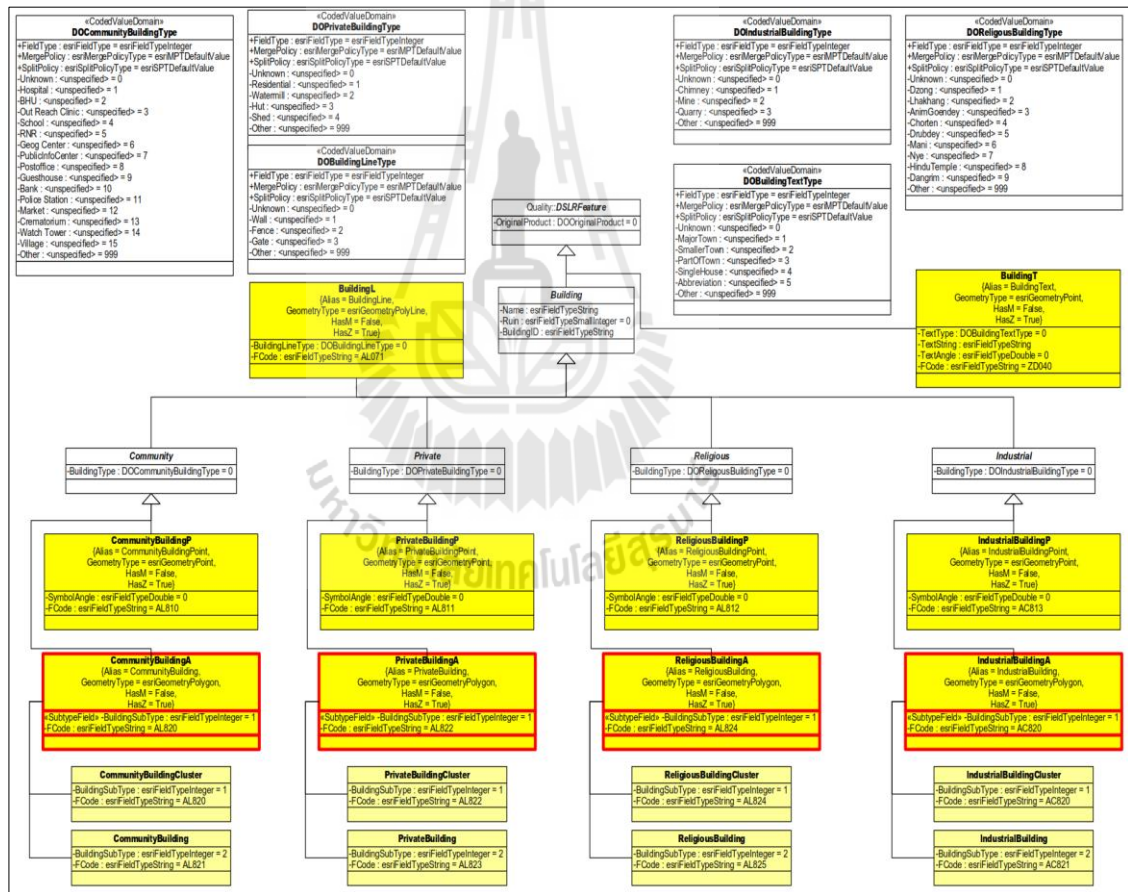 «CodedValueDomain»
DOCommunityBuildingType
+FieldType : esriFieldType = esriFieldTypeInteger
+MergePolicy : esriMergePolicyType = esriMPTDefaultValue
+SplitPolicy : esriSplitPolicyType = esriSPTDefaultValue
-Unknown : <unspecified> = 0
-Hospital : <unspecified> = 1
-BHU : <unspecified> = 2
-Out Reach Clinic : <unspecified> = 3
-School : <unspecified> = 4
-RNR : <unspecified> = 5
-Geog Center : <unspecified> = 6
-PublicInfoCenter : <unspecified> = 7
-Postoffice : <unspecified> = 8
-Guesthouse : <unspecified> = 9
-Bank : <unspecified> = 10
-Police Station : <unspecified> = 11
-Market : <unspecified> = 12
-Crematorium : <unspecified> = 13
-Watch Tower : <unspecified> = 14
-Village : <unspecified> = 15
-Other : <unspecified> = 999
«CodedValueDomain»
DOPrivateBuildingType
+FieldType : esriFieldType = esriFieldTypeInteger
+MergePolicy : esriMergePolicyType = esriMPTDefaultValue
+SplitPolicy : esriSplitPolicyType = esriSPTDefaultValue
-Unknown : <unspecified> = 0
-Residential : <unspecified> = 1
-Watermill : <unspecified> = 2
-Hut : <unspecified> = 3
-Shed : <unspecified> = 4
-Other : <unspecified> = 999
«CodedValueDomain»
DOBuildingLineType
+FieldType : esriFieldType = esriFieldTypeInteger
+MergePolicy : esriMergePolicyType = esriMPTDefaultValue
+SplitPolicy : esriSplitPolicyType = esriSPTDefaultValue
-Unknown : <unspecified> = 0
-Wall : <unspecified> = 1
-Fence : <unspecified> = 2
-Gate : <unspecified> = 3
-Other : <unspecified> = 999
«CodedValueDomain»
DOIndustrialBuildingType
+FieldType : esriFieldType = esriFieldTypeInteger
+MergePolicy : esriMergePolicyType = esriMPTDefaultValue
+SplitPolicy : esriSplitPolicyType = esriSPTDefaultValue
-Unknown : <unspecified> = 0
-Chimney : <unspecified> = 1
-Mine : <unspecified> = 2
-Quarry : <unspecified> = 3
-Other : <unspecified> = 999
«CodedValueDomain»
DOBuildingTextType
+FieldType : esriFieldType = esriFieldTypeInteger
+MergePolicy : esriMergePolicyType = esriMPTDefaultValue
+SplitPolicy : esriSplitPolicyType = esriSPTDefaultValue
-Unknown : <unspecified> = 0
-MajorTown : <unspecified> = 1
-SmallerTown : <unspecified> = 2
-PartOfTown : <unspecified> = 3
-SingleHouse : <unspecified> = 4
-Abbreviation : <unspecified> = 5
-Other : <unspecified> = 999
«CodedValueDomain»
DOReligousBuildingType
+FieldType : esriFieldType = esriFieldTypeInteger
+MergePolicy : esriMergePolicyType = esriMPTDefaultValue
+SplitPolicy : esriSplitPolicyType = esriSPTDefaultValue
-Unknown : <unspecified> = 0
-Dzong : <unspecified> = 1
-Lhakhang : <unspecified> = 2
-AnimGoendey : <unspecified> = 3
-Chorten : <unspecified> = 4
-Drubdey : <unspecified> = 5
-Mani : <unspecified> = 6
-Nye : <unspecified> = 7
-HinduTemple : <unspecified> = 8
-Dangrim : <unspecified> = 9
-Other : <unspecified> = 999
Quality::DSLRFeature
-OriginalProduct : DOOriginalProduct = 0
BuildingL
{Alias = BuildingLine,
GeometryType = esriGeometryPolyLine,
HasM = False,
HasZ = True}
-BuildingLineType : DOBuildingLineType = 0
-FCode : esriFieldTypeString = AL071
Building
-Name : esriFieldTypeString
-Ruin : esriFieldTypeSmallInteger = 0
-BuildingID : esriFieldTypeString
BuildingT
{Alias = BuildingText,
GeometryType = esriGeometryPoint,
HasM = False,
HasZ = True}
-TextType : DOBuildingTextType = 0
-TextString : esriFieldTypeString
-TextAngle : esriFieldTypeDouble = 0
-FCode : esriFieldTypeString = ZD040
Community
-BuildingType : DOCommunityBuildingType = 0
Private
-BuildingType : DOPrivateBuildingType = 0
Religious
-BuildingType : DOReligousBuildingType = 0
Industrial
-BuildingType : DOIndustrialBuildingType = 0
มหาวิทยาลัยเทคโนโลยีสุรนารี
CommunityBuildingP
{Alias = CommunityBuildingPoint,
GeometryType = esriGeometryPoint,
HasM = False,
HasZ = True}
-SymbolAngle : esriFieldTypeDouble = 0
-FCode : esriFieldTypeString = AL810
PrivateBuildingP
{Alias = PrivateBuildingPoint,
GeometryType = esriGeometryPoint,
HasM = False,
HasZ = True}
-SymbolAngle : esriFieldTypeDouble = 0
-FCode : esriFieldTypeString = AL811
ReligiousBuildingP
{Alias = ReligiousBuildingPoint,
GeometryType = esriGeometryPoint,
HasM = False,
HasZ = True}
-SymbolAngle : esriFieldTypeDouble = 0
-FCode : esriFieldTypeString = AL812
IndustrialBuildingP
{Alias = IndustrialBuildingPoint,
GeometryType = esriGeometryPoint,
HasM = False,
HasZ = True}
-SymbolAngle : esriFieldTypeDouble = 0
-FCode : esriFieldTypeString = AC813
CommunityBuildingA
{Alias = CommunityBuilding,
GeometryType = esriGeometryPolygon,
HasM = False,
HasZ = True}
«SubtypeField» -BuildingSubType : esriFieldTypeInteger = 1
-FCode : esriFieldTypeString = AL820
PrivateBuildingA
{Alias = PrivateBuilding,
GeometryType = esriGeometryPolygon,
HasM = False,
HasZ = True}
«SubtypeField» -BuildingSubType : esriFieldTypeInteger = 1
-FCode : esriFieldTypeString = AL822
ReligiousBuildingA
{Alias = ReligiousBuilding,
GeometryType = esriGeometryPolygon,
HasM = False,
HasZ = True}
«SubtypeField» -BuildingSubType : esriFieldTypeInteger = 1
-FCode : esriFieldTypeString = AL824
IndustrialBuildingA
{Alias = IndustrialBuilding,
GeometryType = esriGeometryPolygon,
HasM = False,
HasZ = True}
«SubtypeField» -BuildingSubType : esriFieldTypeInteger = 1
-FCode : esriFieldTypeString = AC820
CommunityBuildingCluster
-BuildingSubType : esriFieldTypeInteger = 1
-FCode : esriFieldTypeString = AL820
PrivateBuildingCluster
-BuildingSubType : esriFieldTypeInteger = 1
-FCode : esriFieldTypeString = AL822
ReligiousBuildingCluster
-BuildingSubType : esriFieldTypeInteger = 1
-FCode : esriFieldTypeString = AL824
IndustrialBuildingCluster
-BuildingSubType : esriFieldTypeInteger = 1
-FCode : esriFieldTypeString = AC820
CommunityBuilding
-BuildingSubType : esriFieldTypeInteger = 2
-FCode : esriFieldTypeString = AL821
PrivateBuilding
-BuildingSubType : esriFieldTypeInteger = 2
-FCode : esriFieldTypeString = AL823
ReligiousBuilding
-BuildingSubType : esriFieldTypeInteger = 2
-FCode : esriFieldTypeString = AL825
IndustrialBuilding
-BuildingSubType : esriFieldTypeInteger = 2
-FCode : esriFieldTypeString = AC821